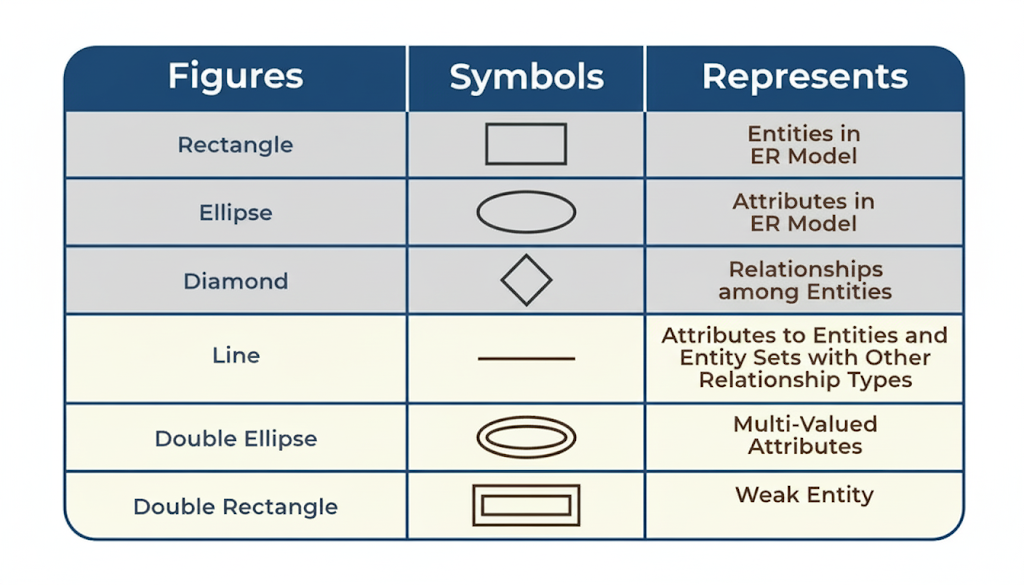 Figures
Symbols
Represents
Rectangle
Entities in
ER Model
Ellipse
Attributes in
ER Model
Diamond
Relationships
among Entities
Line
Attributes to Entities and
Entity Sets with Other
Relationship Types
Double Ellipse
Multi-Valued
Attributes
Double Rectangle
Weak Entity